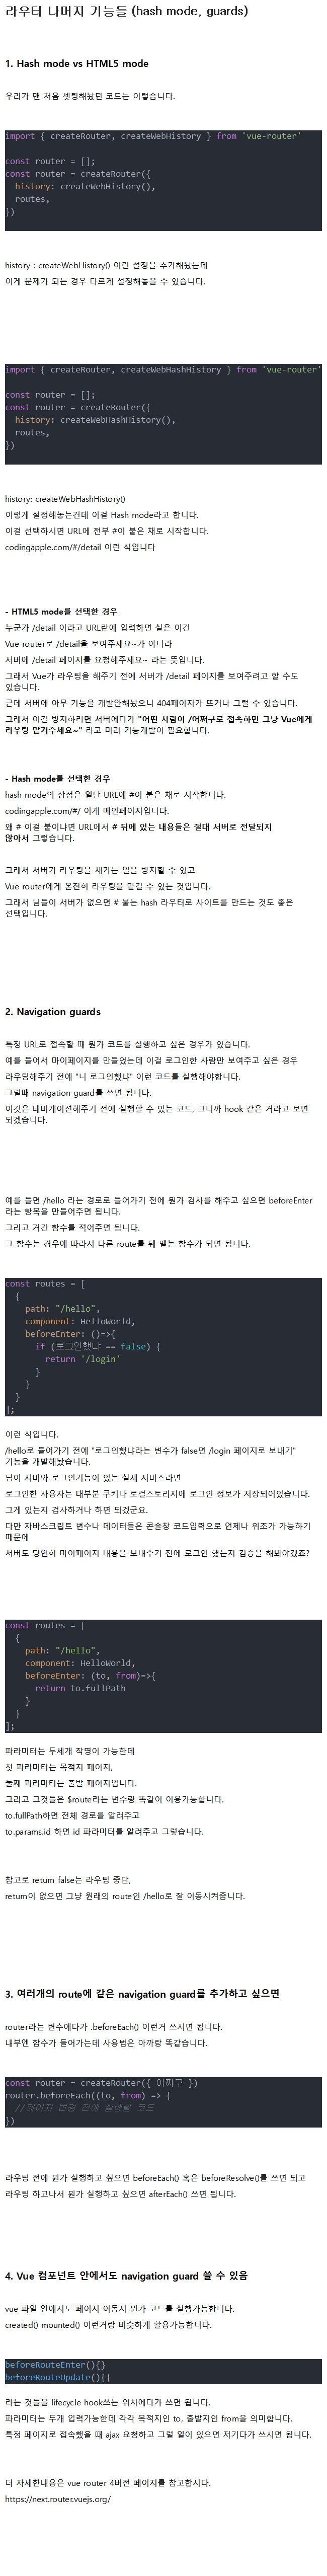 라우터 나머지 기능들 (hash mode, guards)
1. Hash mode vs HTML5 mode
우리가 맨 처음 셋팅해놨던 코드는 이렇습니다.
import { createRouter, createWebHistory } from 'vue-router'
const router = [];
const router = createRouter({
  history: createWebHistory(),
  routes,
})
history : createWebHistory() 이런 설정을 추가해놨는데
이게 문제가 되는 경우 다르게 설정해놓을 수 있습니다.
import { createRouter, createWebHashHistory } from 'vue-router'
const router = [];
const router = createRouter({
  history: createWebHashHistory(),
  routes,
})
history: createWebHashHistory()
이렇게 설정해놓는건데 이걸 Hash mode라고 합니다.
이걸 선택하시면 URL에 전부 #이 붙은 채로 시작합니다.
codingapple.com/#/detail 이런 식입니다
- HTML5 mode를 선택한 경우
누군가 /detail 이라고 URL란에 입력하면 실은 이건
Vue router로 /detail을 보여주세요~가 아니라
서버에 /detail 페이지를 요청해주세요~ 라는 뜻입니다.
그래서 Vue가 라우팅을 해주기 전에 서버가 /detail 페이지를 보여주려고 할 수도
있습니다.
근데 서버에 아무 기능을 개발안해놨으니 404페이지가 뜨거나 그럴 수 있습니다.
그래서 이걸 방지하려면 서버에다가 "어떤 사람이 /어쩌구로 접속하면 그냥 Vue에게
라우팅 맡겨주세요~" 라고 미리 기능개발이 필요합니다.
- Hash mode를 선택한 경우
hash mode의 장점은 일단 URL에 #이 붙은 채로 시작합니다.
codingapple.com/#/ 이게 메인페이지입니다.
왜 # 이걸 붙이냐면 URL에서 # 뒤에 있는 내용들은 절대 서버로 전달되지
않아서 그렇습니다.
그래서 서버가 라우팅을 채가는 일을 방지할 수 있고
Vue router에게 온전히 라우팅을 맡길 수 있는 것입니다.
그래서 님들이 서버가 없으면 # 붙는 hash 라우터로 사이트를 만드는 것도 좋은
선택입니다.
2. Navigation guards
특정 URL로 접속할 때 뭔가 코드를 실행하고 싶은 경우가 있습니다.
예를 들어서 마이페이지를 만들었는데 이걸 로그인한 사람만 보여주고 싶은 경우
라우팅해주기 전에 "니 로그인했냐" 이런 코드를 실행해야합니다.
그럴때 navigation guard를 쓰면 됩니다.
이것은 네비게이션해주기 전에 실행할 수 있는 코드, 그니까 hook 같은 거라고 보면
되겠습니다.
예를 들면 /hello 라는 경로로 들어가기 전에 뭔가 검사를 해주고 싶으면 beforeEnter
라는 항목을 만들어주면 됩니다.
그리고 거긴 함수를 적어주면 됩니다.
그 함수는 경우에 따라서 다른 route를 퉤 뱉는 함수가 되면 됩니다.
const routes = [
  {
    path: "/hello",
    component: HelloWorld,
    beforeEnter: ()=>{
      if (로그인했냐 == false) {
        return '/login'
      }
    }
  }
];
이런 식입니다.
/hello로 들어가기 전에 "로그인했냐라는 변수가 false면 /login 페이지로 보내기"
기능을 개발해놨습니다.
님이 서버와 로그인기능이 있는 실제 서비스라면
로그인한 사용자는 대부분 쿠키나 로컬스토리지에 로그인 정보가 저장되어있습니다.
그게 있는지 검사하거나 하면 되겠군요.
다만 자바스크립트 변수나 데이터들은 콘솔창 코드입력으로 언제나 위조가 가능하기
때문에
서버도 당연히 마이페이지 내용을 보내주기 전에 로그인 했는지 검증을 해봐야겠죠?
const routes = [
  {
    path: "/hello",
    component: HelloWorld,
    beforeEnter: (to, from)=>{
      return to.fullPath
    }
  }
];
파라미터는 두세개 작명이 가능한데
첫 파라미터는 목적지 페이지,
둘째 파라미터는 출발 페이지입니다.
그리고 그것들은 $route라는 변수랑 똑같이 이용가능합니다.
to.fullPath하면 전체 경로를 알려주고
to.params.id 하면 id 파라미터를 알려주고 그렇습니다.
참고로 return false는 라우팅 중단,
return이 없으면 그냥 원래의 route인 /hello로 잘 이동시켜줍니다.
3. 여러개의 route에 같은 navigation guard를 추가하고 싶으면
router라는 변수에다가 .beforeEach() 이런거 쓰시면 됩니다.
내부엔 함수가 들어가는데 사용법은 아까랑 똑같습니다.
const router = createRouter({ 어쩌구 })
router.beforeEach((to, from) => {
  //페이지 변경 전에 실행할 코드
})
라우팅 전에 뭔가 실행하고 싶으면 beforeEach() 혹은 beforeResolve()를 쓰면 되고
라우팅 하고나서 뭔가 실행하고 싶으면 afterEach() 쓰면 됩니다.
4. Vue 컴포넌트 안에서도 navigation guard 쓸 수 있음
vue 파일 안에서도 페이지 이동시 뭔가 코드를 실행가능합니다.
created() mounted() 이런거랑 비슷하게 활용가능합니다.
beforeRouteEnter(){}
beforeRouteUpdate(){}
라는 것들을 lifecycle hook쓰는 위치에다가 쓰면 됩니다.
파라미터는 두개 입력가능한데 각각 목적지인 to, 출발지인 from을 의미합니다.
특정 페이지로 접속했을 때 ajax 요청하고 그럴 일이 있으면 저기다가 쓰시면 됩니다.
더 자세한내용은 vue router 4버전 페이지를 참고합시다.
https://next.router.vuejs.org/